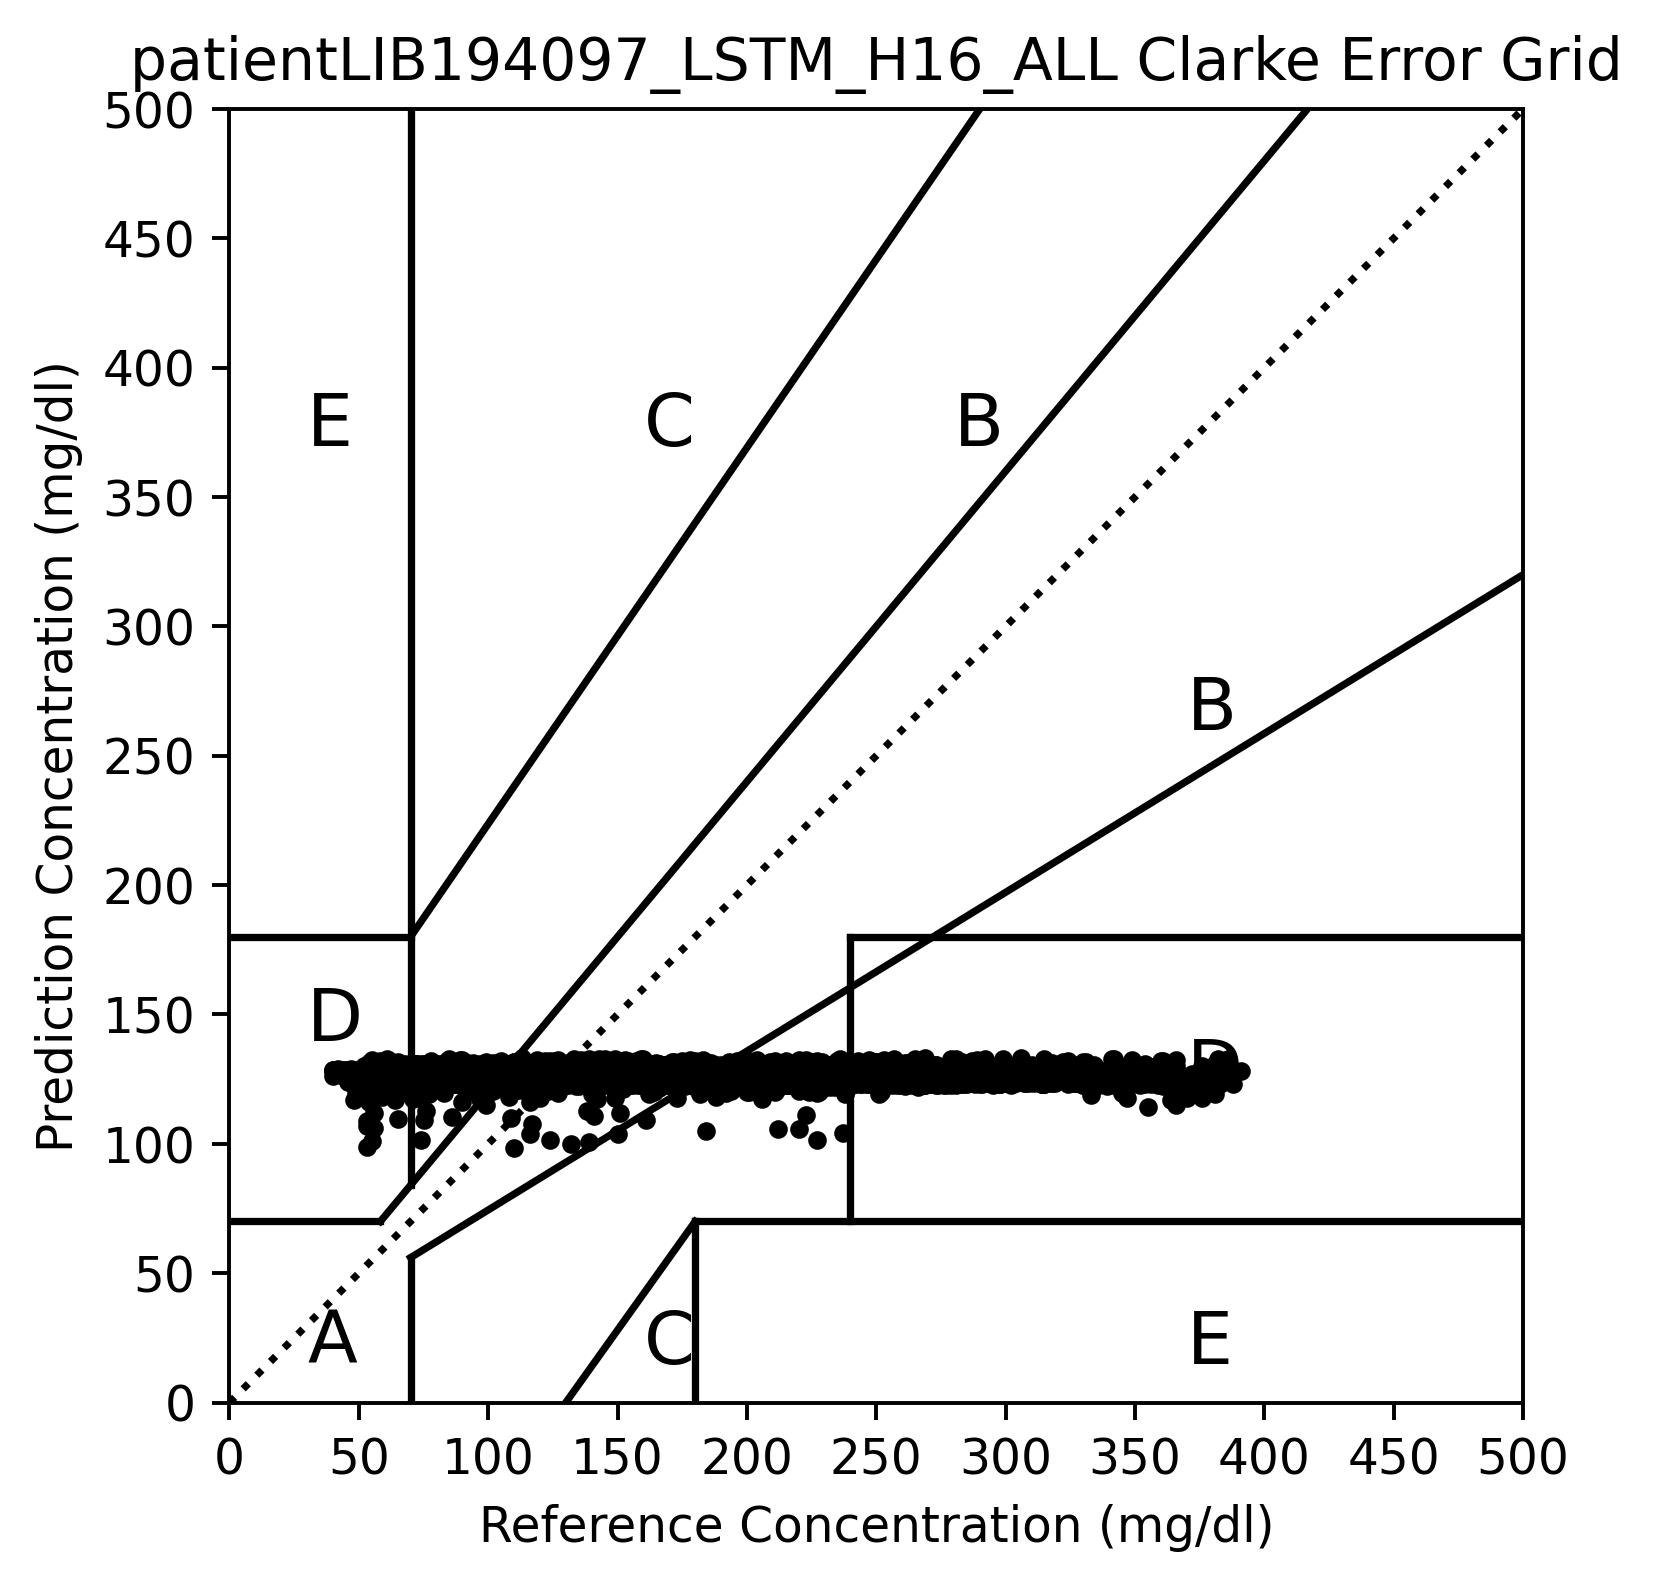 patientLIB194097_LSTM_H16_ALL Clarke Error Grid
Prediction Concentration (mg/dl)
500
450
400
350
300
250
200
150
100
50
0
E
C
B
B
D
D
A
C
E
0 50 100 150 200 250 300 350 400 450 500
Reference Concentration (mg/dl)